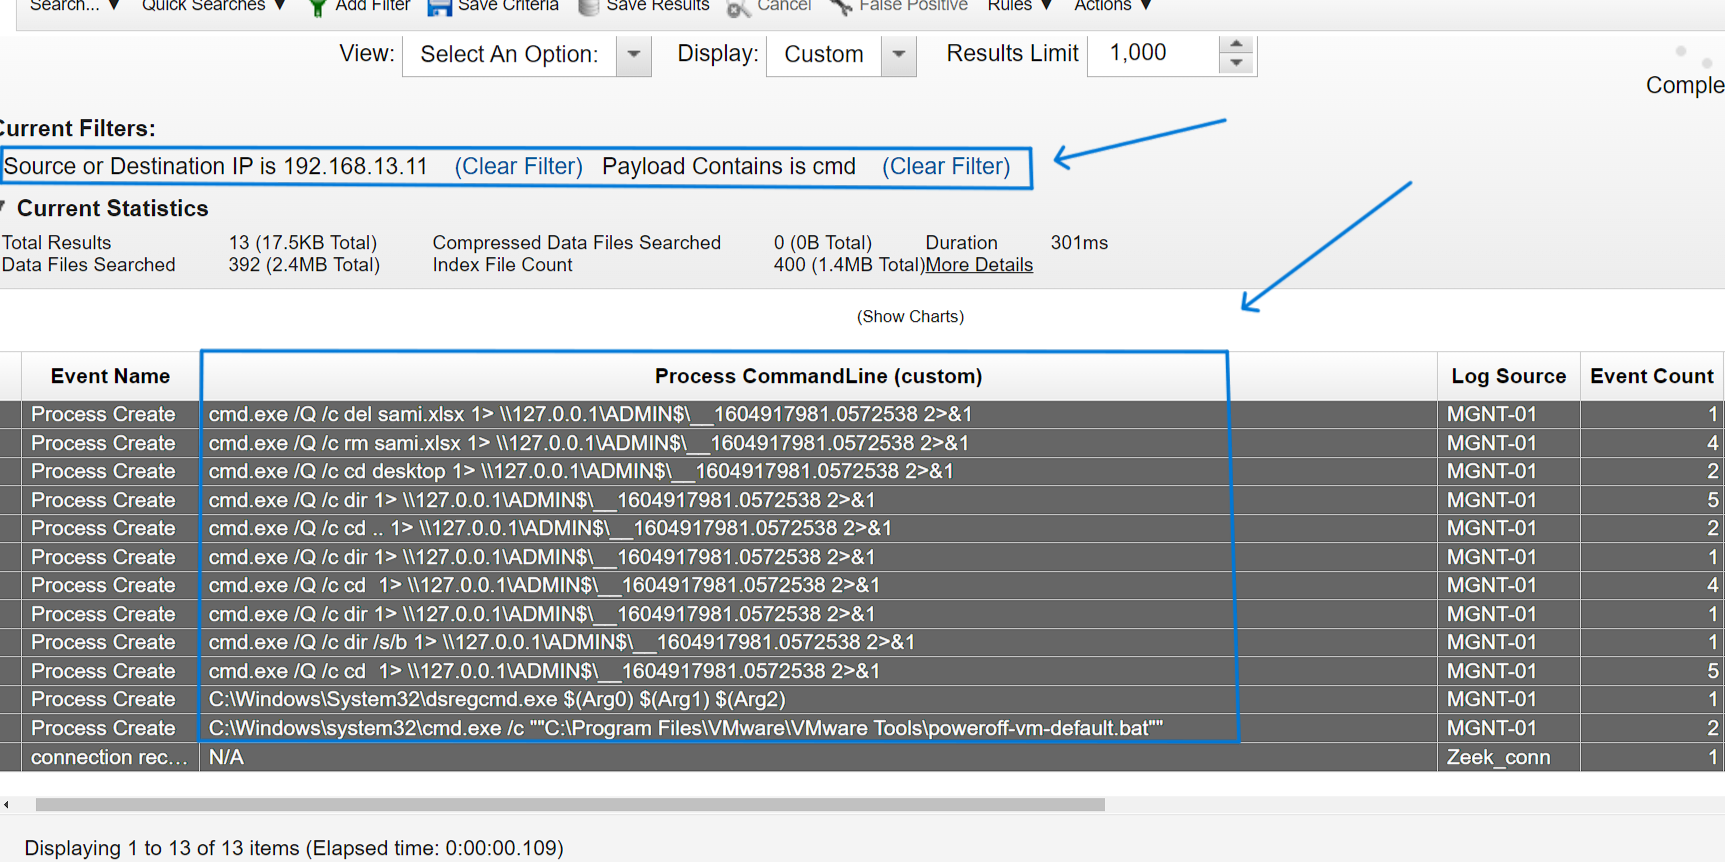 Search... ▼ Quick Searches ▼ Add Filter Save Criteria Save Results Cancel False Positive Rules ▼ Actions ▼
View: Select An Option: Display: Custom Results Limit 1,000
Comple
Current Filters:
Source or Destination IP is 192.168.13.11 (Clear Filter) Payload Contains is cmd (Clear Filter)
Current Statistics
Total Results 13 (17.5KB Total) Compressed Data Files Searched 0 (0B Total) Duration 301ms
Data Files Searched 392 (2.4MB Total) Index File Count 400 (1.4MB Total) More Details
(Show Charts)
Event Name Process CommandLine (custom) Log Source Event Count
Process Create cmd.exe /Q /c del sami.xlsx 1> \\127.0.0.1\ADMIN$\__1604917981.0572538 2>&1 MGNT-01 1
Process Create cmd.exe /Q /c rm sami.xlsx 1> \\127.0.0.1\ADMIN$\__1604917981.0572538 2>&1 MGNT-01 4
Process Create cmd.exe /Q /c cd desktop 1> \\127.0.0.1\ADMIN$\__1604917981.0572538 2>&1 MGNT-01 2
Process Create cmd.exe /Q /c dir 1> \\127.0.0.1\ADMIN$\__1604917981.0572538 2>&1 MGNT-01 5
Process Create cmd.exe /Q /c cd .. 1> \\127.0.0.1\ADMIN$\__1604917981.0572538 2>&1 MGNT-01 2
Process Create cmd.exe /Q /c dir 1> \\127.0.0.1\ADMIN$\__1604917981.0572538 2>&1 MGNT-01 1
Process Create cmd.exe /Q /c cd  1> \\127.0.0.1\ADMIN$\__1604917981.0572538 2>&1 MGNT-01 4
Process Create cmd.exe /Q /c dir 1> \\127.0.0.1\ADMIN$\__1604917981.0572538 2>&1 MGNT-01 1
Process Create cmd.exe /Q /c dir /s/b 1> \\127.0.0.1\ADMIN$\__1604917981.0572538 2>&1 MGNT-01 1
Process Create cmd.exe /Q /c cd  1> \\127.0.0.1\ADMIN$\__1604917981.0572538 2>&1 MGNT-01 5
Process Create C:\Windows\System32\dsregcmd.exe $(Arg0) $(Arg1) $(Arg2) MGNT-01 1
Process Create C:\Windows\system32\cmd.exe /c ""C:\Program Files\VMware\VMware Tools\poweroff-vm-default.bat"" MGNT-01 2
connection rec... N/A Zeek_conn 1
Displaying 1 to 13 of 13 items (Elapsed time: 0:00:00.109)